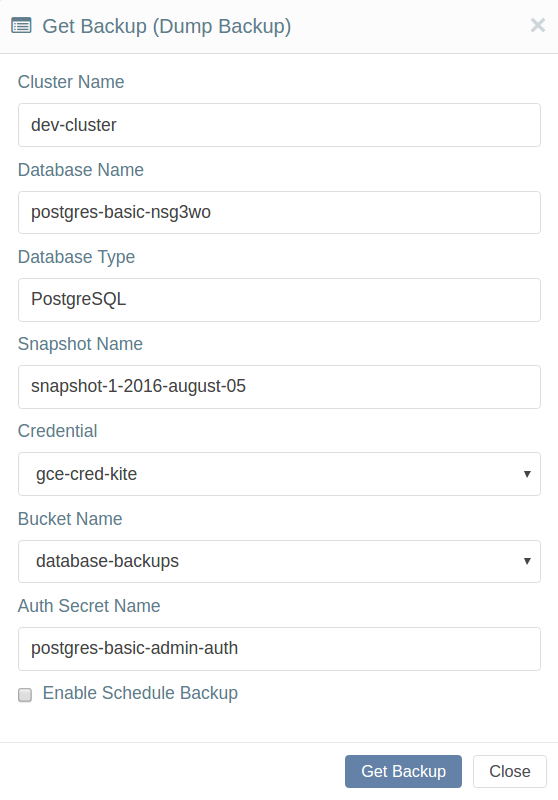 Get Backup (Dump Backup)
Cluster Name
dev-cluster
Database Name
postgres-basic-nsg3wo
Database Type
PostgreSQL
Snapshot Name
snapshot-1-2016-august-05
Credential
gce-cred-kite
Bucket Name
database-backups
Auth Secret Name
postgres-basic-admin-auth
Enable Schedule Backup
Get Backup Close